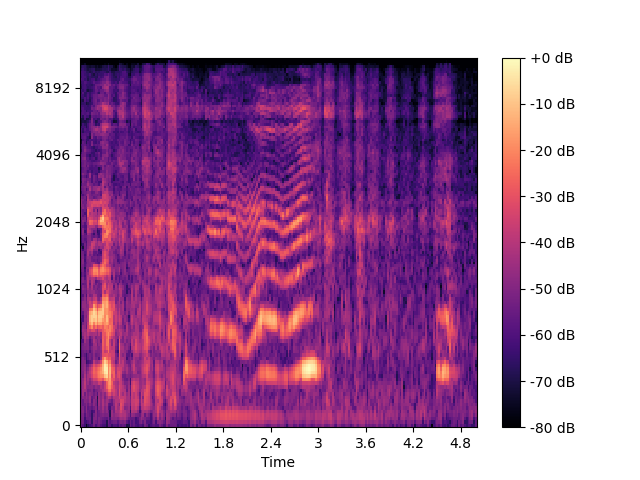 8192
4096
2048
1024
512
0
Hz
0 0.6 1.2 1.8 2.4 3 3.6 4.2 4.8
Time
+0 dB
-10 dB
-20 dB
-30 dB
-40 dB
-50 dB
-60 dB
-70 dB
-80 dB